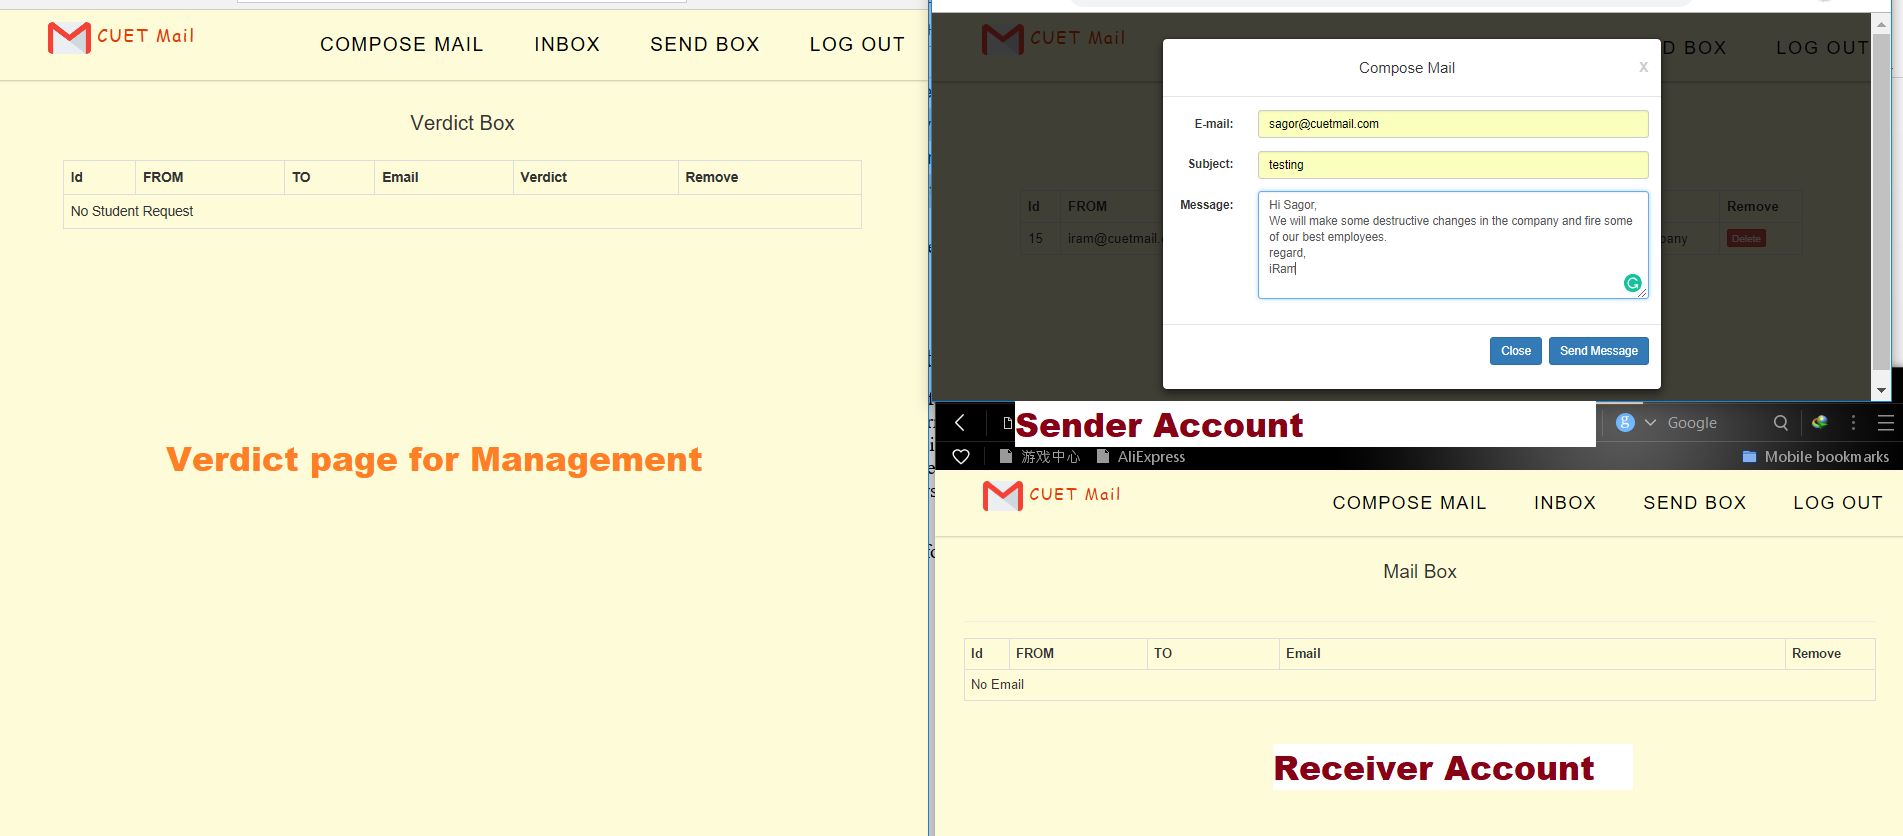 CUET Mail
COMPOSE MAIL INBOX SEND BOX LOG OUT
Verdict Box
Id FROM TO Email Verdict Remove
No Student Request
Verdict page for Management
CUET Mail
D BOX LOG OUT
Compose Mail
X
E-mail: sagor@cuetmail.com
Subject: testing
Message: Hi Sagor,
We will make some destructive changes in the company and fire some
of our best employees.
regard,
iRam
Id FROM Remove
15 iram@cuetmail. pany Delete
Close Send Message
Sender Account
g Google
游戏中心 AliExpress Mobile bookmarks
CUET Mail
COMPOSE MAIL INBOX SEND BOX LOG OUT
Mail Box
Id FROM TO Email Remove
No Email
Receiver Account